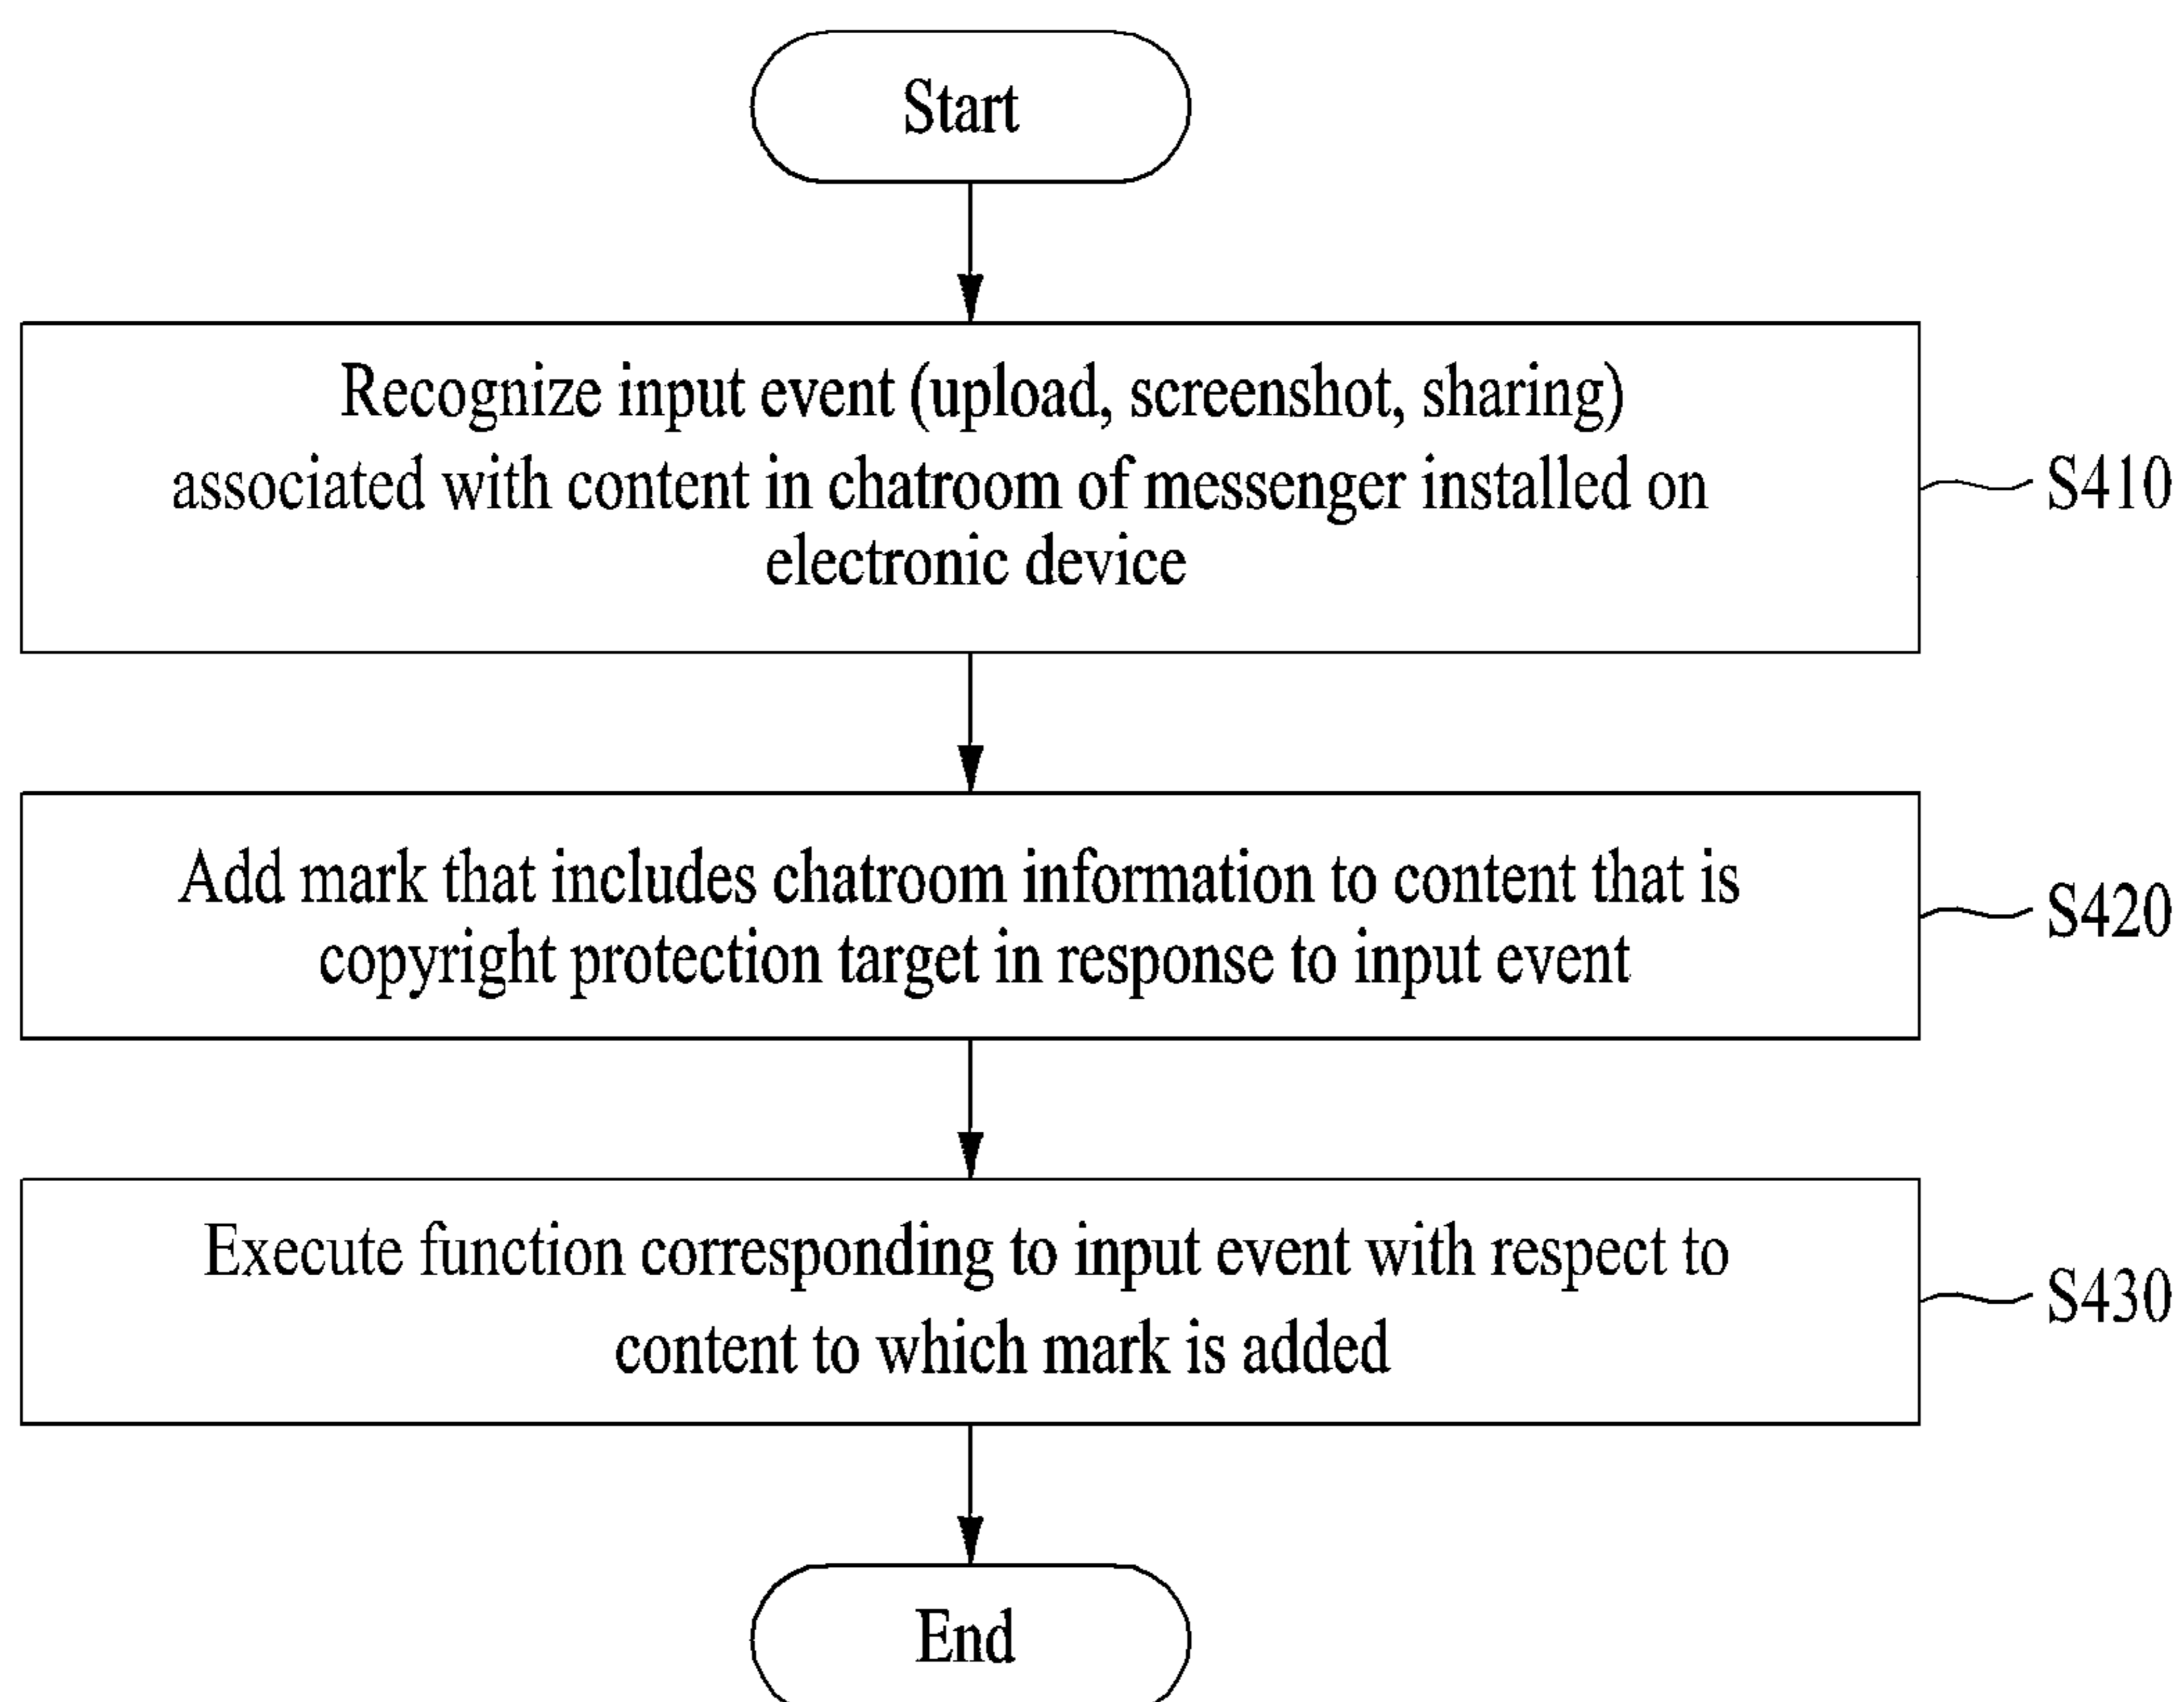 Start
Recognize input event (upload, screenshot, sharing)
associated with content in chatroom of messenger installed on
electronic device
S410
Add mark that includes chatroom information to content that is
copyright protection target in response to input event
S420
Execute function corresponding to input event with respect to
content to which mark is added
S430
End